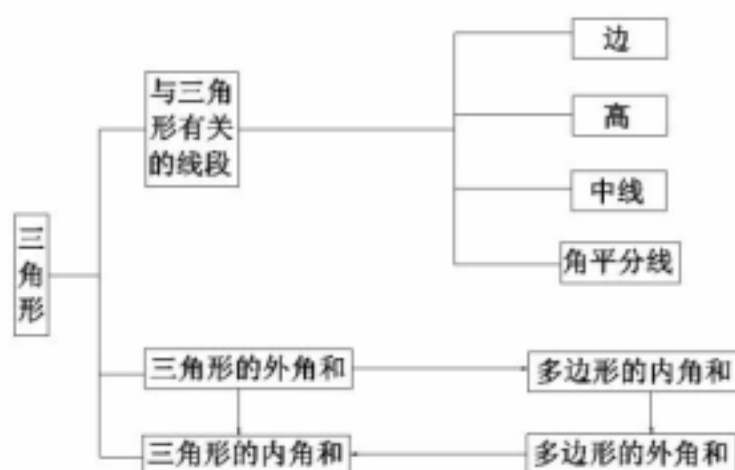 三
角
形
与三角
形有关
的线段
边
高
中线
角平分线
三角形的外角和
多边形的内角和
三角形的内角和
多边形的外角和